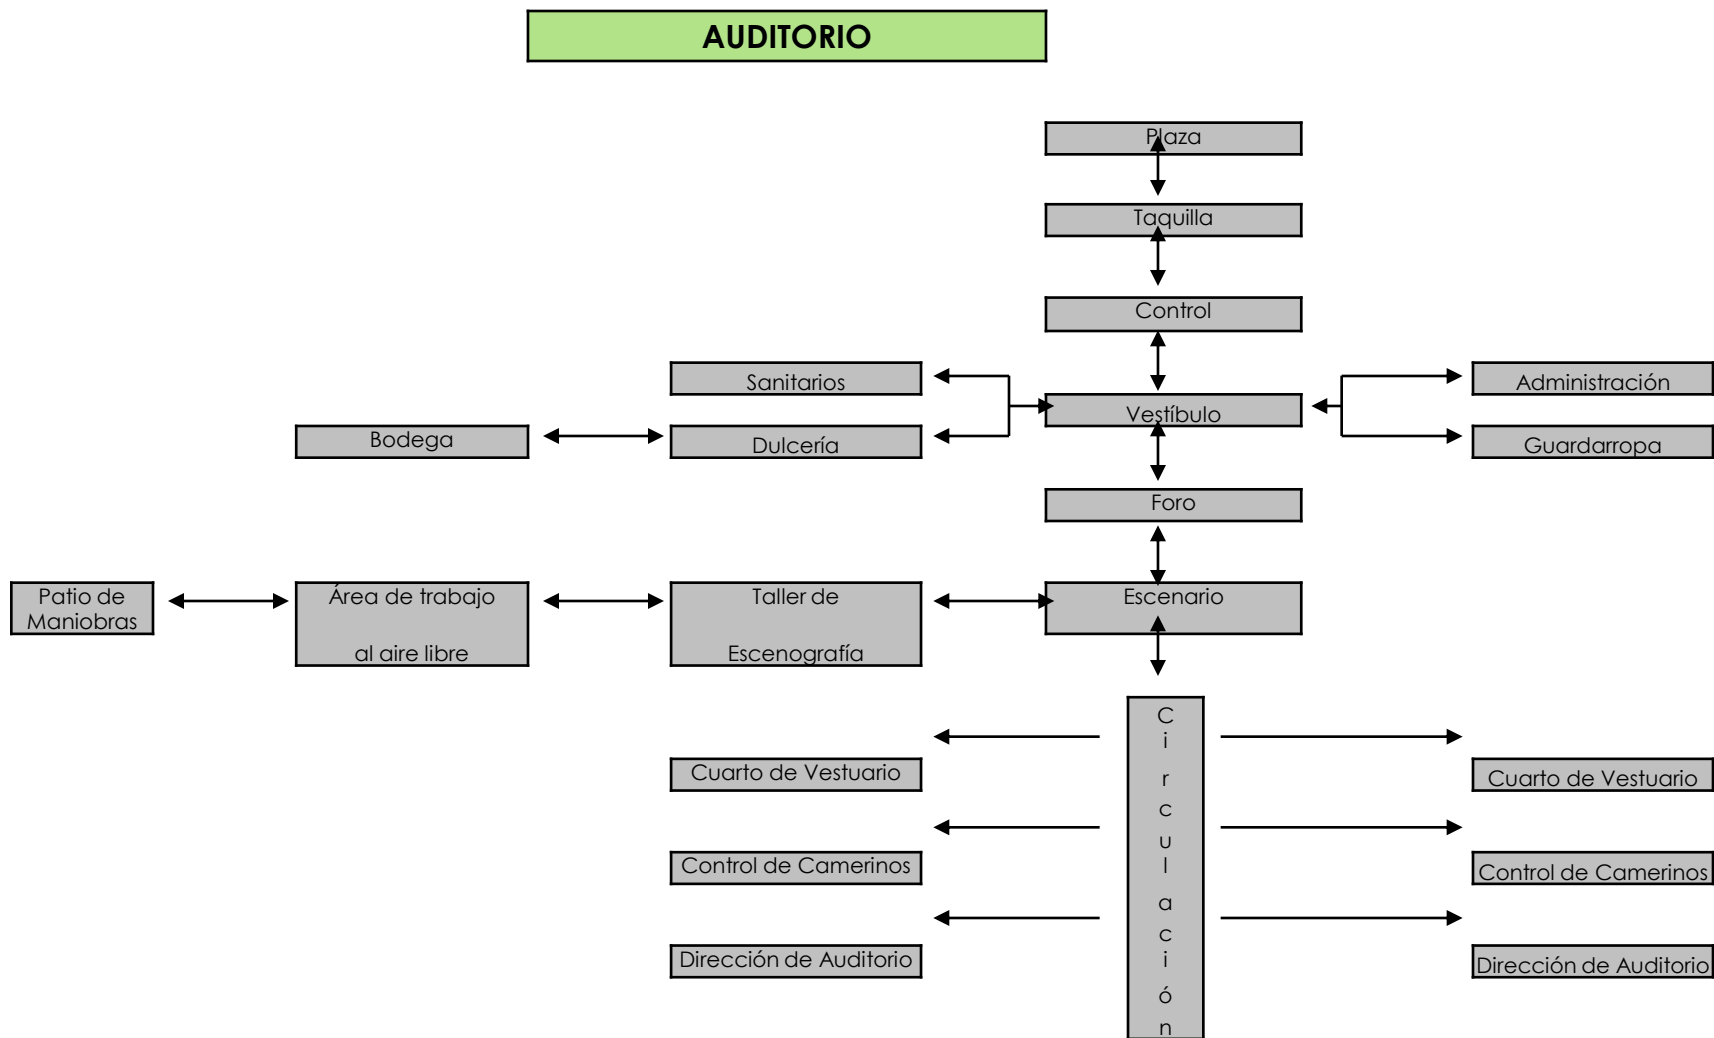 AUDITORIO
Plaza
Taquilla
Control
Sanitarios
Administración
Vestíbulo
Bodega
Dulcería
Guardarropa
Foro
Patio de
Maniobras
Área de trabajo
al aire libre
Taller de
Escenografía
Escenario
C
i
r
c
u
l
a
c
i
ó
n
Cuarto de Vestuario
Cuarto de Vestuario
Control de Camerinos
Control de Camerinos
Dirección de Auditorio
Dirección de Auditorio